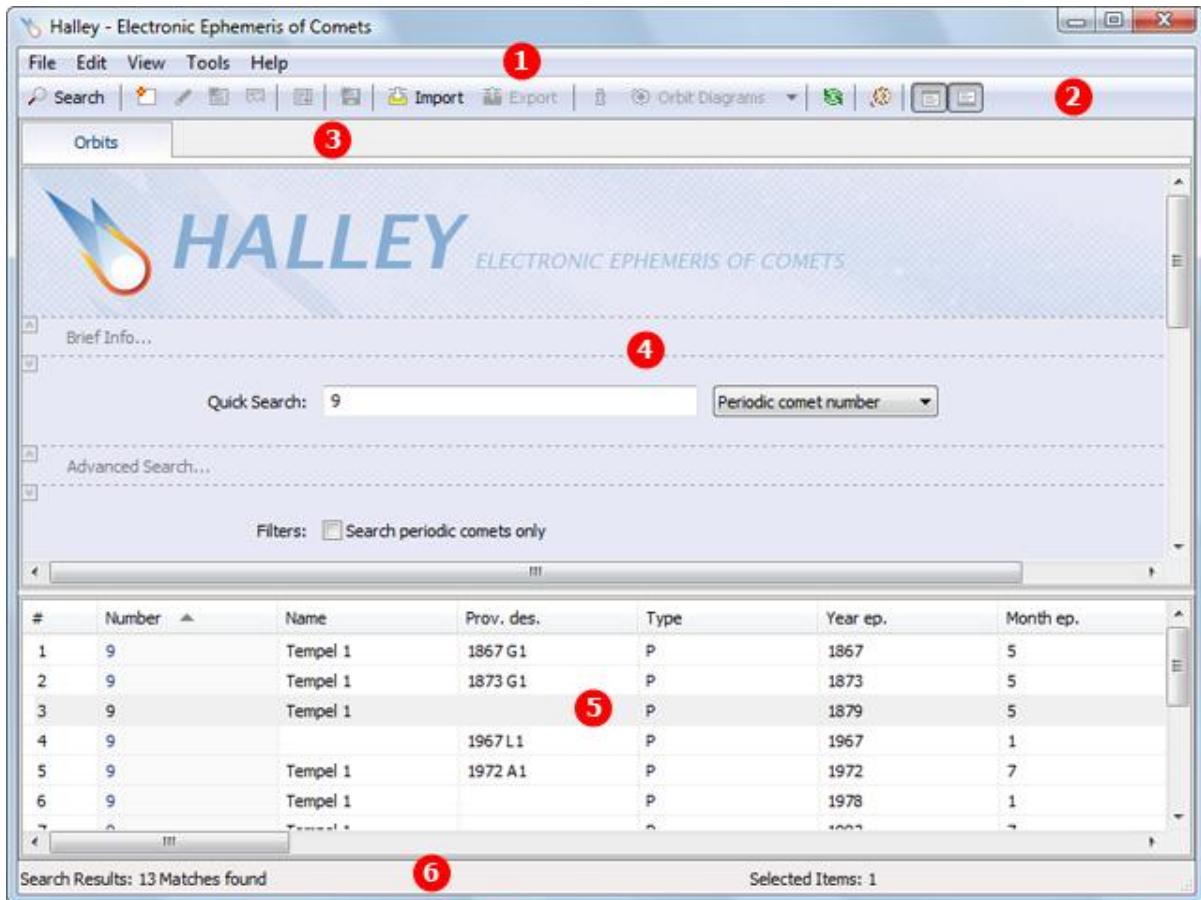 Halley - Electronic Ephemeris of Comets
File Edit View Tools Help
1
Search Import Export Orbit Diagrams
2
Orbits
3
HALLEY ELECTRONIC EPHEMERIS OF COMETS
Brief Info...
4
Quick Search: 9 Periodic comet number
Advanced Search...
Filters: Search periodic comets only
# Number Name Prov. des. Type Year ep. Month ep.
1 9 Tempel 1 1867 G1 P 1867 5
2 9 Tempel 1 1873 G1 P 1873 5
3 9 Tempel 1 5 P 1879 5
4 9 1967 L1 P 1967 1
5 9 Tempel 1 1972 A1 P 1972 7
6 9 Tempel 1 P 1978 1
Search Results: 13 Matches found 6 Selected Items: 1